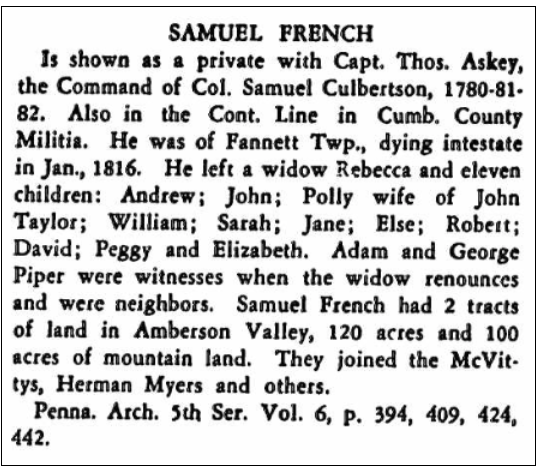 SAMUEL FRENCH
Is shown as a private with Capt. Thos. Askey,
the Command of Col. Samuel Culbertson, 1780-81-
82. Also in the Cont. Line in Cumb. County
Militia. He was of Fannett Twp., dying intestate
in Jan., 1816. He left a widow Rebecca and eleven
children: Andrew; John; Polly wife of John
Taylor; William; Sarah; Jane; Else; Robert;
David; Peggy and Elizabeth. Adam and George
Piper were witnesses when the widow renounces
and were neighbors. Samuel French had 2 tracts
of land in Amberson Valley, 120 acres and 100
acres of mountain land. They joined the McVit-
tys, Herman Myers and others.
Penna. Arch. 5th Ser. Vol. 6, p. 394, 409, 424,
442.